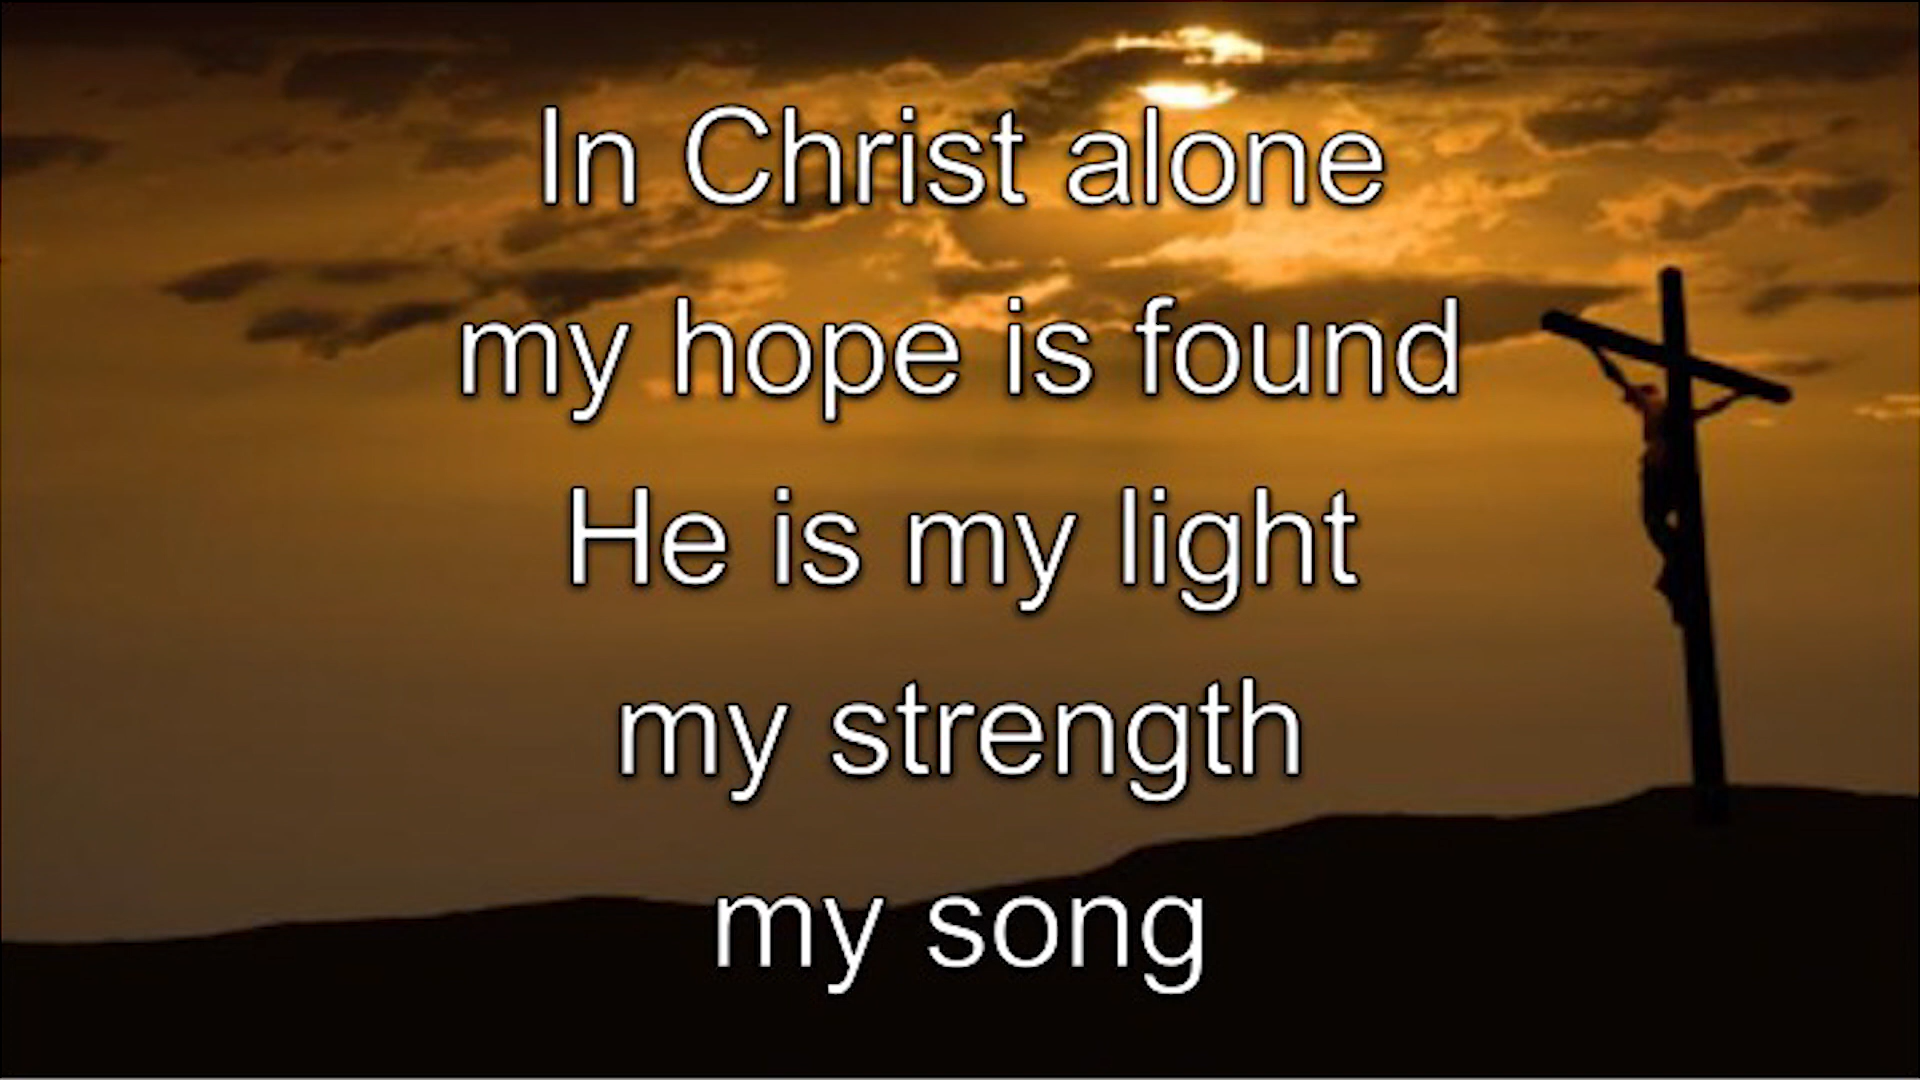 In Christ alone
my hope is found
He is my light
my strength
my song